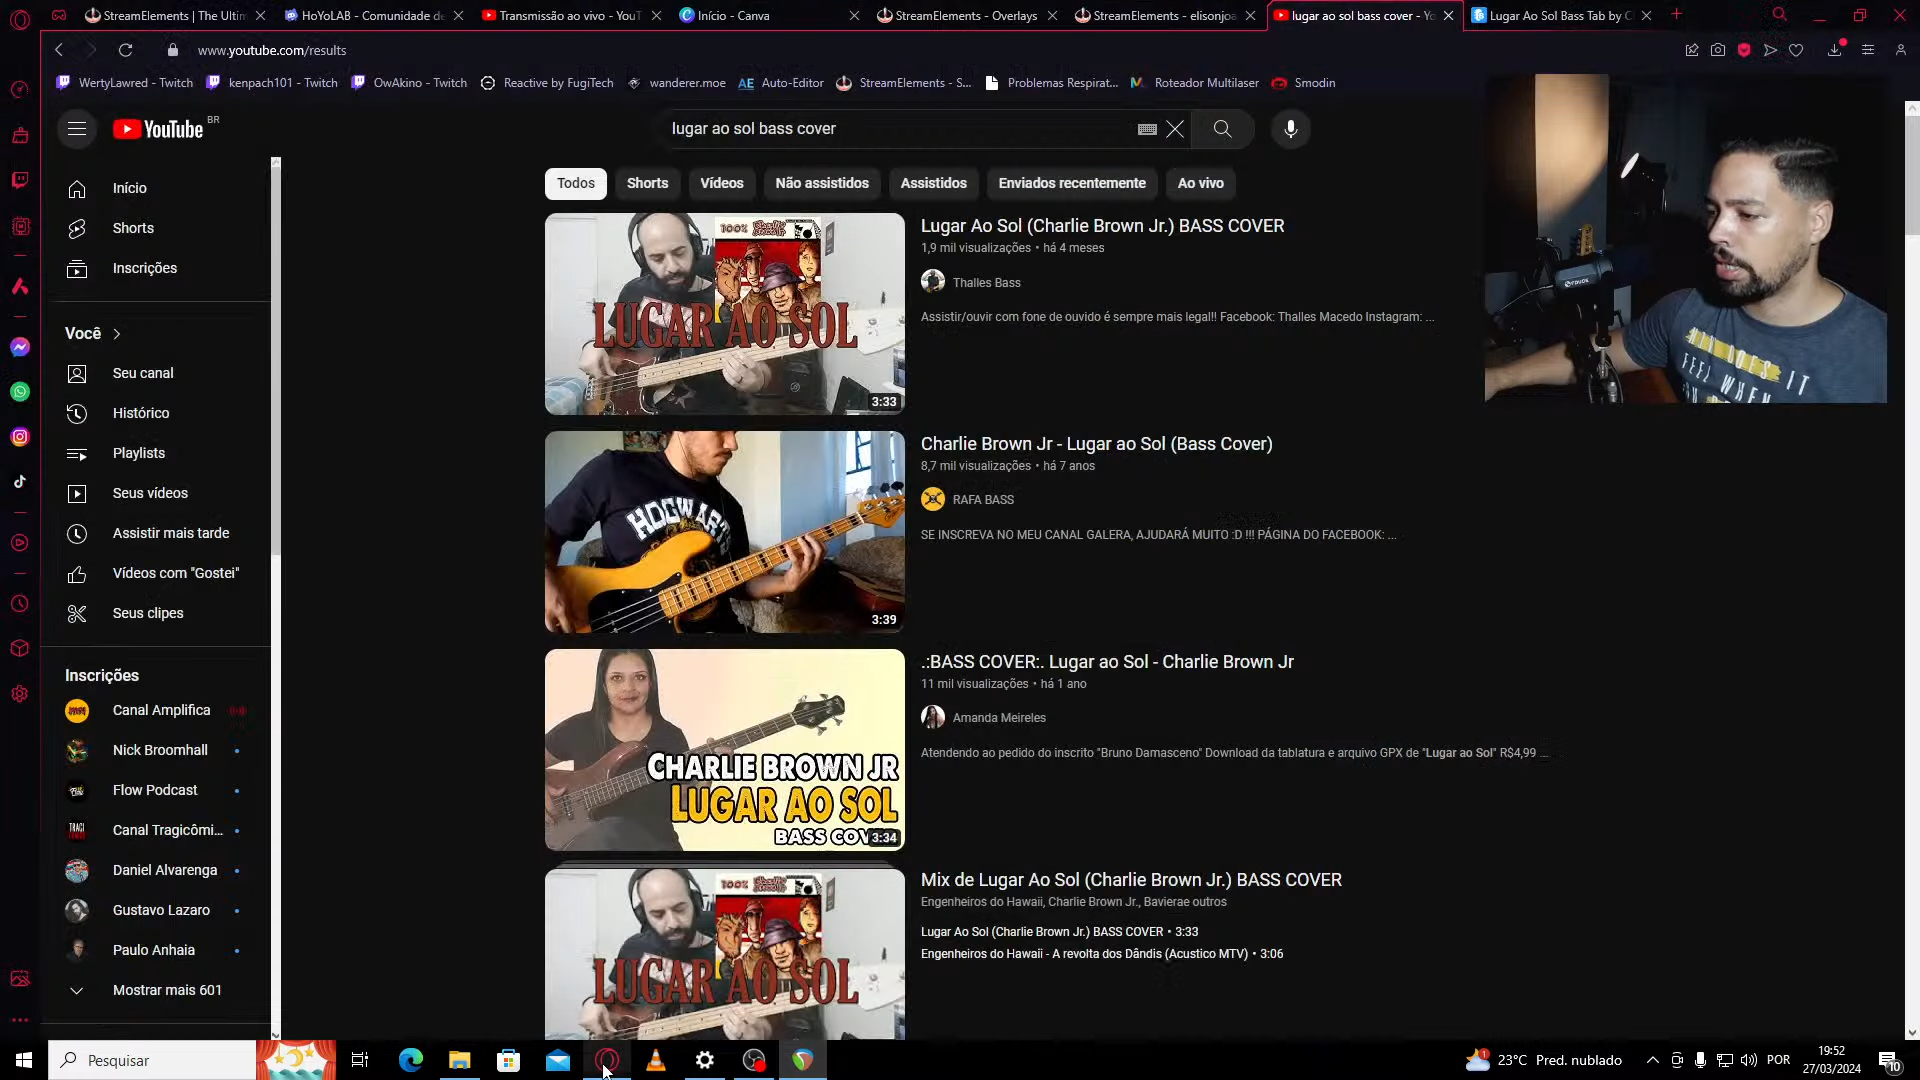 StreamElements | The Ultim
HoYoLAB - Comunidade de
Transmissão ao vivo - YouT
Início - Canva
StreamElements - Overlays
StreamElements - elisonjoa
lugar ao sol bass cover - Yo
Lugar Ao Sol Bass Tab by C
www.youtube.com/results
WertyLawred - Twitch
kenpach101 - Twitch
OwAkino - Twitch
Reactive by FugiTech
wanderer.moe
AE Auto-Editor
StreamElements - S...
Problemas Respirat...
Roteador Multilaser
Smodin
YouTube BR
lugar ao sol bass cover
Todos
Shorts
Vídeos
Não assistidos
Assistidos
Enviados recentemente
Ao vivo
Início
Shorts
Inscrições
Você
Seu canal
Histórico
Playlists
Seus vídeos
Assistir mais tarde
Vídeos com "Gostei"
Seus clipes
Inscrições
Canal Amplifica
Nick Broomhall
Flow Podcast
Canal Tragicômi...
Daniel Alvarenga
Gustavo Lazaro
Paulo Anhaia
Mostrar mais 601
100%
LUGAR AO SOL
3:33
Lugar Ao Sol (Charlie Brown Jr.) BASS COVER
1,9 mil visualizações • há 4 meses
Thalles Bass
Assistir/ouvir com fone de ouvido é sempre mais legal!! Facebook: Thalles Macedo Instagram: ...
HOGWART
3:39
Charlie Brown Jr - Lugar ao Sol (Bass Cover)
8,7 mil visualizações • há 7 anos
RAFA BASS
SE INSCREVA NO MEU CANAL GALERA, AJUDARÁ MUITO :D !!! PÁGINA DO FACEBOOK: ...
CHARLIE BROWN JR
LUGAR AO SOL
BASS COV
3:34
.:BASS COVER:. Lugar ao Sol - Charlie Brown Jr
11 mil visualizações • há 1 ano
Amanda Meireles
Atendendo ao pedido do inscrito "Bruno Damasceno" Download da tablatura e arquivo GPX de "Lugar ao Sol" R$4,99 ...
100%
LUGAR AO SOL
Mix de Lugar Ao Sol (Charlie Brown Jr.) BASS COVER
Engenheiros do Hawaii, Charlie Brown Jr., Bavierae outros
Lugar Ao Sol (Charlie Brown Jr.) BASS COVER • 3:33
Engenheiros do Hawaii - A revolta dos Dândis (Acustico MTV) • 3:06
DOES IT
FEEL WHEN
Pesquisar
23°C Pred. nublado
POR
19:52
27/03/2024
10